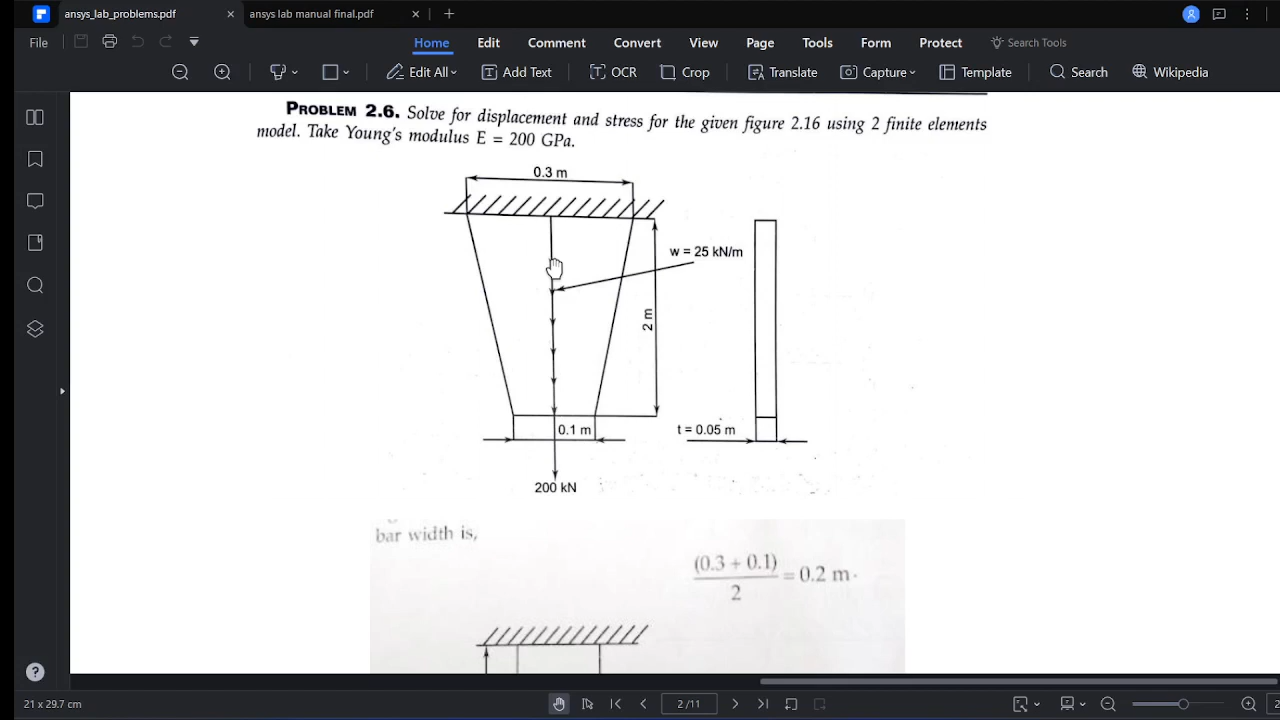 ansys_lab_problems.pdf
ansys lab manual final.pdf
File
Home
Edit
Comment
Convert
View
Page
Tools
Form
Protect
Search Tools
Edit All
Add Text
OCR
Crop
Translate
Capture
Template
Search
Wikipedia
PROBLEM 2.6. Solve for displacement and stress for the given figure 2.16 using 2 finite elements
model. Take Young's modulus E = 200 GPa.
0.3 m
w = 25 kN/m
2 m
0.1 m
t = 0.05 m
200 kN
bar width is,
(0.3 + 0.1)
2
= 0.2 m·
21 x 29.7 cm
2 /11